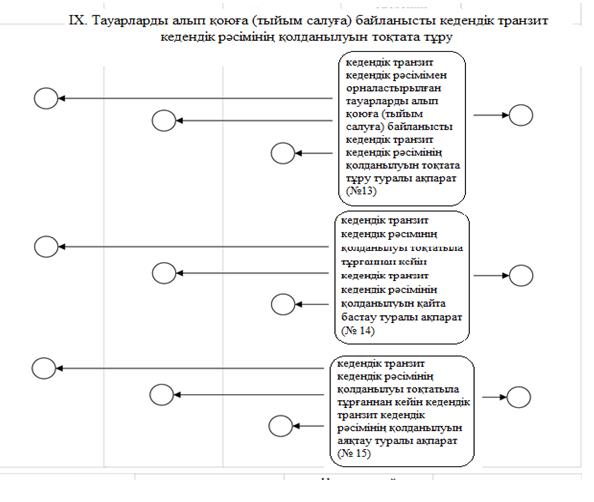 IX. Тауарларды алып қоюға (тыйым салуға) байланысты кедендік транзит
кедендік рәсімінің қолданылуын тоқтата тұру
кедендік транзит
кедендік рәсімімен
орналастырылған
тауарларды алып
қоюға (тыйым
салуға) байланысты
кедендік транзит
кедендік рәсімінің
қолданылуын тоқтата
тұру туралы ақпарат
(№13)
кедендік транзит
кедендік рәсімінің
қолданылуы тоқтатыла
тұрғаннан кейін
кедендік транзит
кедендік рәсімінің
қолданылуын қайта
бастау туралы ақпарат
(№ 14)
кедендік транзит
кедендік рәсімінің
қолданылуы тоқтатыла
тұрғаннан кейін кедендік
транзит кедендік
рәсімінің қолданылуын
аяқтау туралы ақпарат
(№ 15)